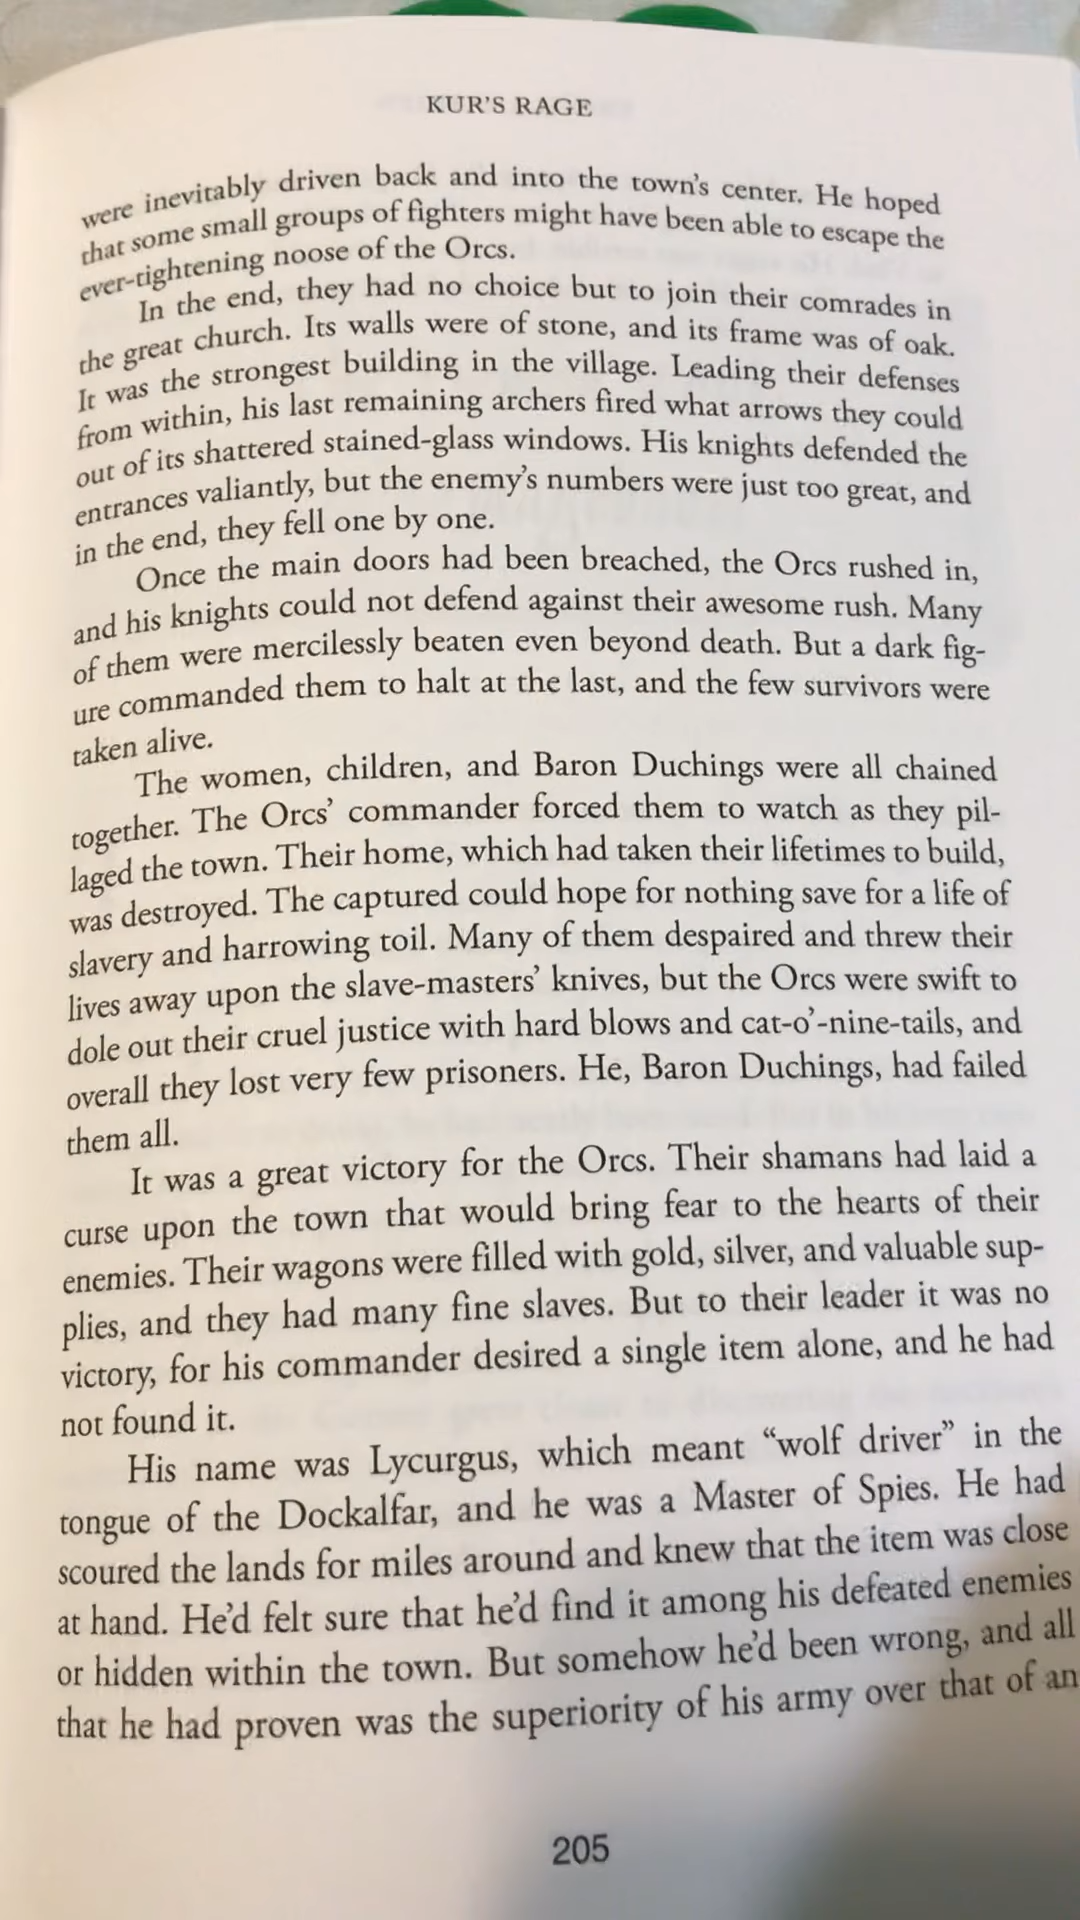 KUR'S RAGE
were inevitably driven back and into the town's center. He hoped
that some small groups of fighters might have been able to escape the
ever-tightening noose of the Orcs.
In the end, they had no choice but to join their comrades in
the great church. Its walls were of stone, and its frame was of oak.
It was the strongest building in the village. Leading their defenses
from within, his last remaining archers fired what arrows they could
out of its shattered stained-glass windows. His knights defended the
entrances valiantly, but the enemy's numbers were just too great, and
in the end, they fell one by one.
Once the main doors had been breached, the Orcs rushed in,
and his knights could not defend against their awesome rush. Many
of them were mercilessly beaten even beyond death. But a dark fig-
ure commanded them to halt at the last, and the few survivors were
taken alive.
The women, children, and Baron Duchings were all chained
together. The Orcs' commander forced them to watch as they pil-
laged the town. Their home, which had taken their lifetimes to build,
was destroyed. The captured could hope for nothing save for a life of
slavery and harrowing toil. Many of them despaired and threw their
lives away upon the slave-masters' knives, but the Orcs were swift to
dole out their cruel justice with hard blows and cat-o'-nine-tails, and
overall they lost very few prisoners. He, Baron Duchings, had failed
them all.
It was a great victory for the Orcs. Their shamans had laid a
curse upon the town that would bring fear to the hearts of their
enemies. Their wagons were filled with gold, silver, and valuable sup-
plies, and they had many fine slaves. But to their leader it was no
victory, for his commander desired a single item alone, and he had
not found it.
His name was Lycurgus, which meant "wolf driver" in the
tongue of the Dockalfar, and he was a Master of Spies. He had
scoured the lands for miles around and knew that the item was close
at hand. He'd felt sure that he'd find it among his defeated enemies
or hidden within the town. But somehow he'd been wrong, and all
that he had proven was the superiority of his army over that of an
205